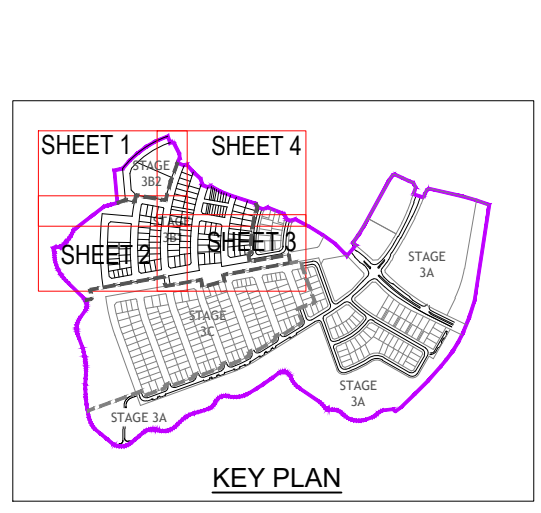 SHEET 1
SHEET 4
STAGE
3B2
STAGE
3B1
SHEET 2
SHEET 3
STAGE
3A
STAGE
3C
STAGE
3A
STAGE 3A
KEY PLAN